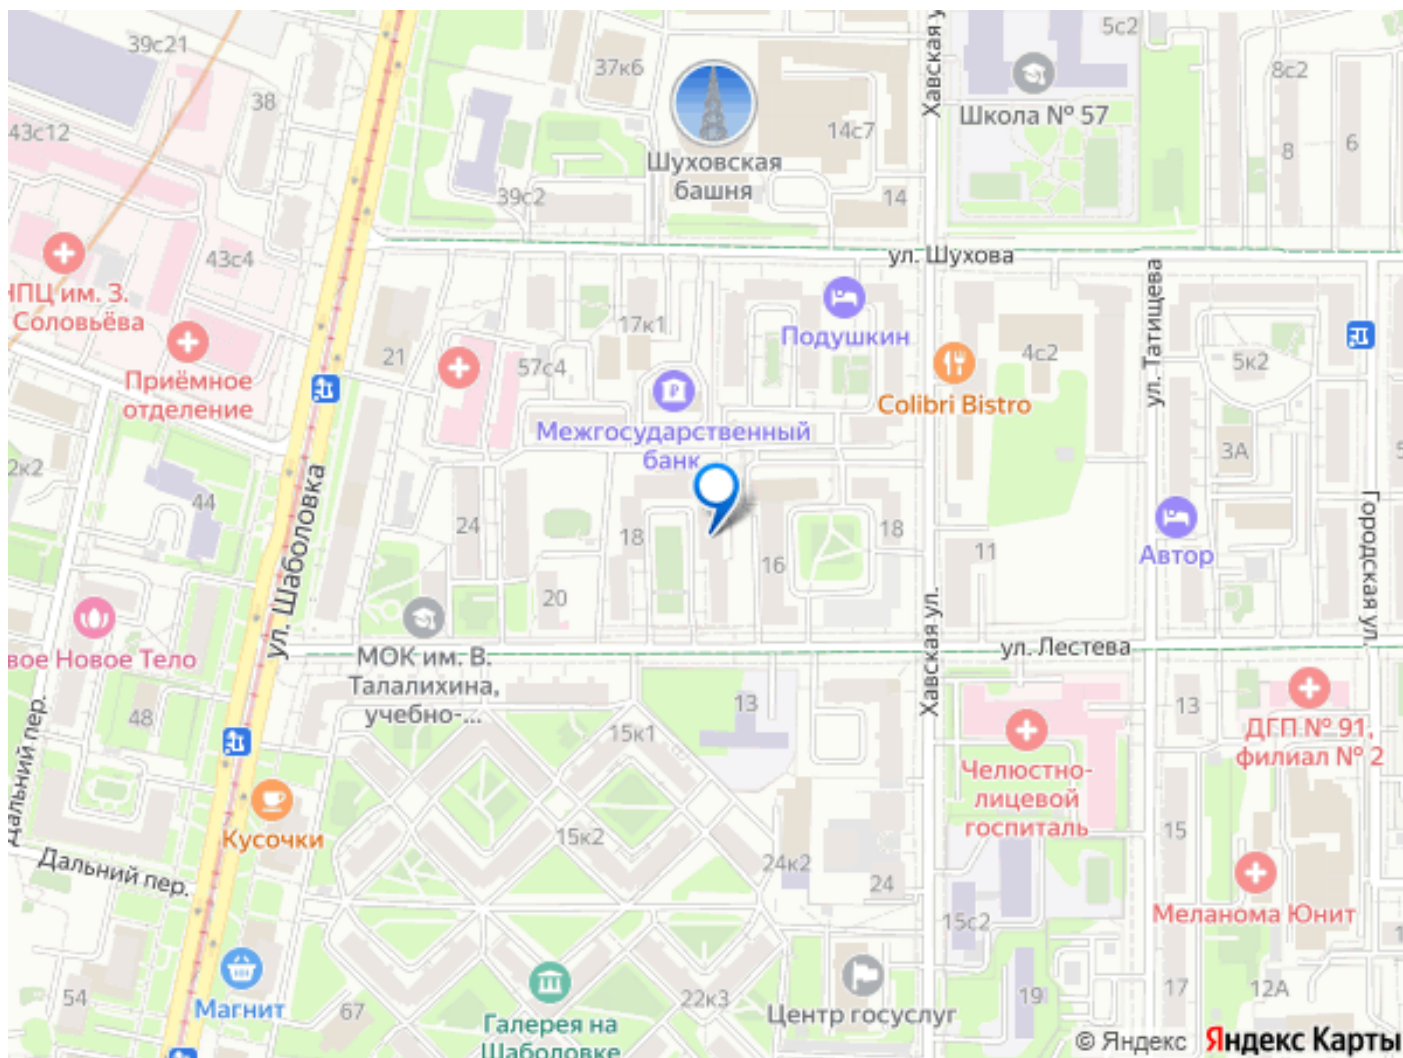 39с21
37к6
5с2
8с2
38
Школа № 57
Хавская у
43с12
14с7
6
8
Шуховская
башня
39с2
14
43с4
ул. Шухова
НПЦ им. З.
Соловьёва
17к1
Подушкин
ул. Татищева
21
57с4
4с2
5к2
Приёмное
отделение
Colibri Bistro
Межгосударственный
банк
3А
2к2
44
ул. Шаболовка
24
18
18
11
Автор
Городская ул.
16
20
Хавская ул.
ул. Лестева
вое Новое Тело
МОК им. В.
Талалихина,
учебно-...
13
13
48
15к1
ДГП № 91,
филиал № 2
Дальний пер.
Челюстно-
лицевой
госпиталь
Кусочки
15к2
15
24к2
24
Дальний пер.
15с2
Меланома Юнит
54
Магнит
67
22к3
19
17
12А
Галерея на
Шаболовке
Центр госуслуг
© Яндекс
Яндекс Карты